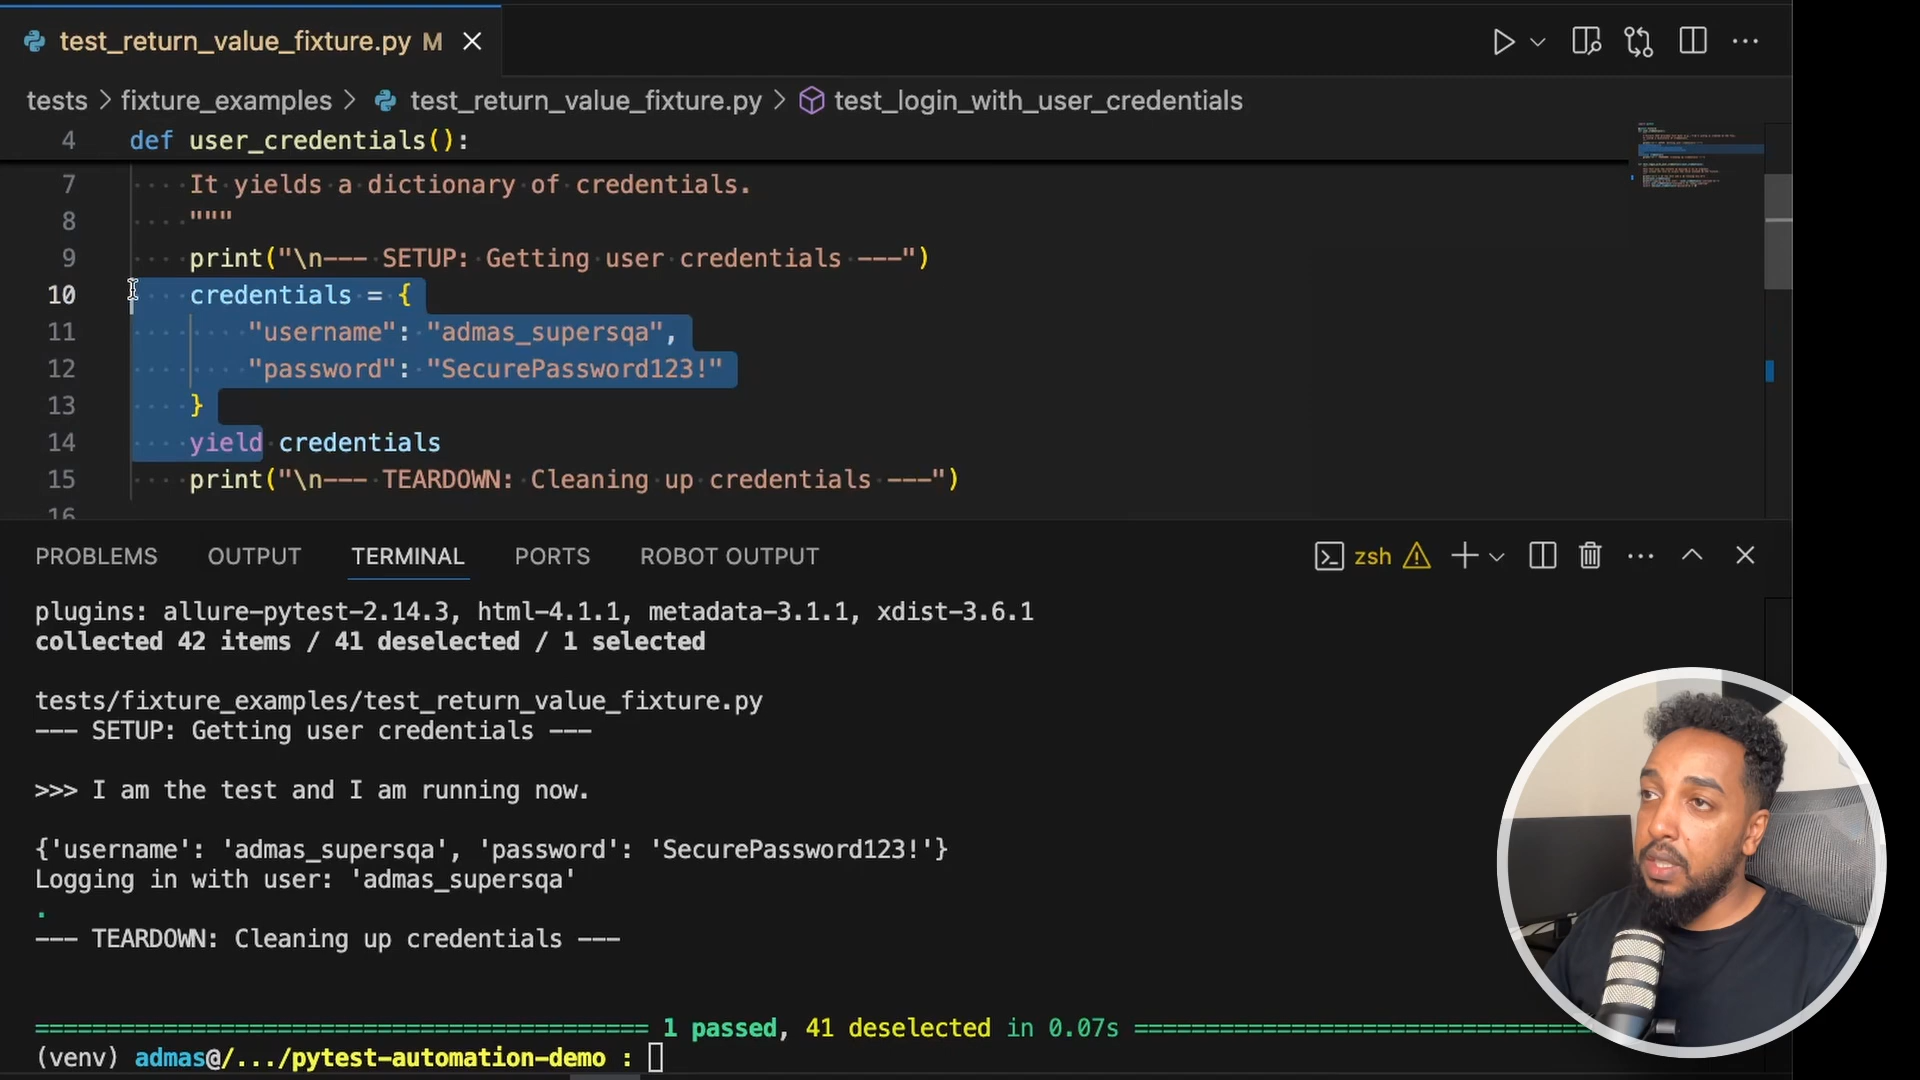 test_return_value_fixture.py M
tests > fixture_examples > test_return_value_fixture.py > test_login_with_user_credentials
4 def user_credentials():
7 It yields a dictionary of credentials.
8 """
9 print("\n--- SETUP: Getting user credentials ---")
10 credentials = {
11 "username": "admas_supersqa",
12 "password": "SecurePassword123!"
13 }
14 yield credentials
15 print("\n--- TEARDOWN: Cleaning up credentials ---")
16
PROBLEMS OUTPUT TERMINAL PORTS ROBOT OUTPUT zsh
plugins: allure-pytest-2.14.3, html-4.1.1, metadata-3.1.1, xdist-3.6.1
collected 42 items / 41 deselected / 1 selected
tests/fixture_examples/test_return_value_fixture.py
--- SETUP: Getting user credentials ---
>>> I am the test and I am running now.
{'username': 'admas_supersqa', 'password': 'SecurePassword123!'}
Logging in with user: 'admas_supersqa'
.
--- TEARDOWN: Cleaning up credentials ---
1 passed, 41 deselected in 0.07s
(venv) admas@/.../pytest-automation-demo :